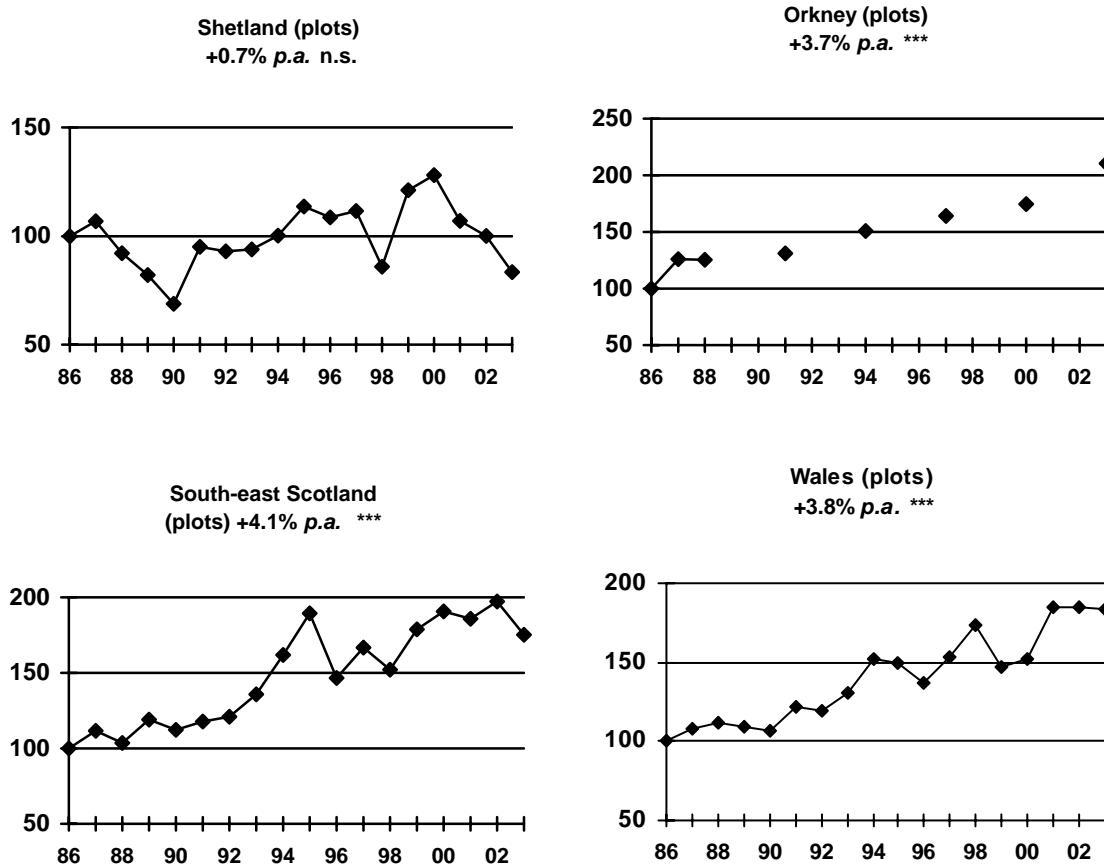 Shetland (plots)
+0.7% p.a. n.s.
150
100
50
86 88 90 92 94 96 98 00 02
Orkney (plots)
+3.7% p.a. ***
250
200
150
100
50
86 88 90 92 94 96 98 00 02
South-east Scotland
(plots) +4.1% p.a. ***
200
150
100
50
86 88 90 92 94 96 98 00 02
Wales (plots)
+3.8% p.a. ***
200
150
100
50
86 88 90 92 94 96 98 00 02